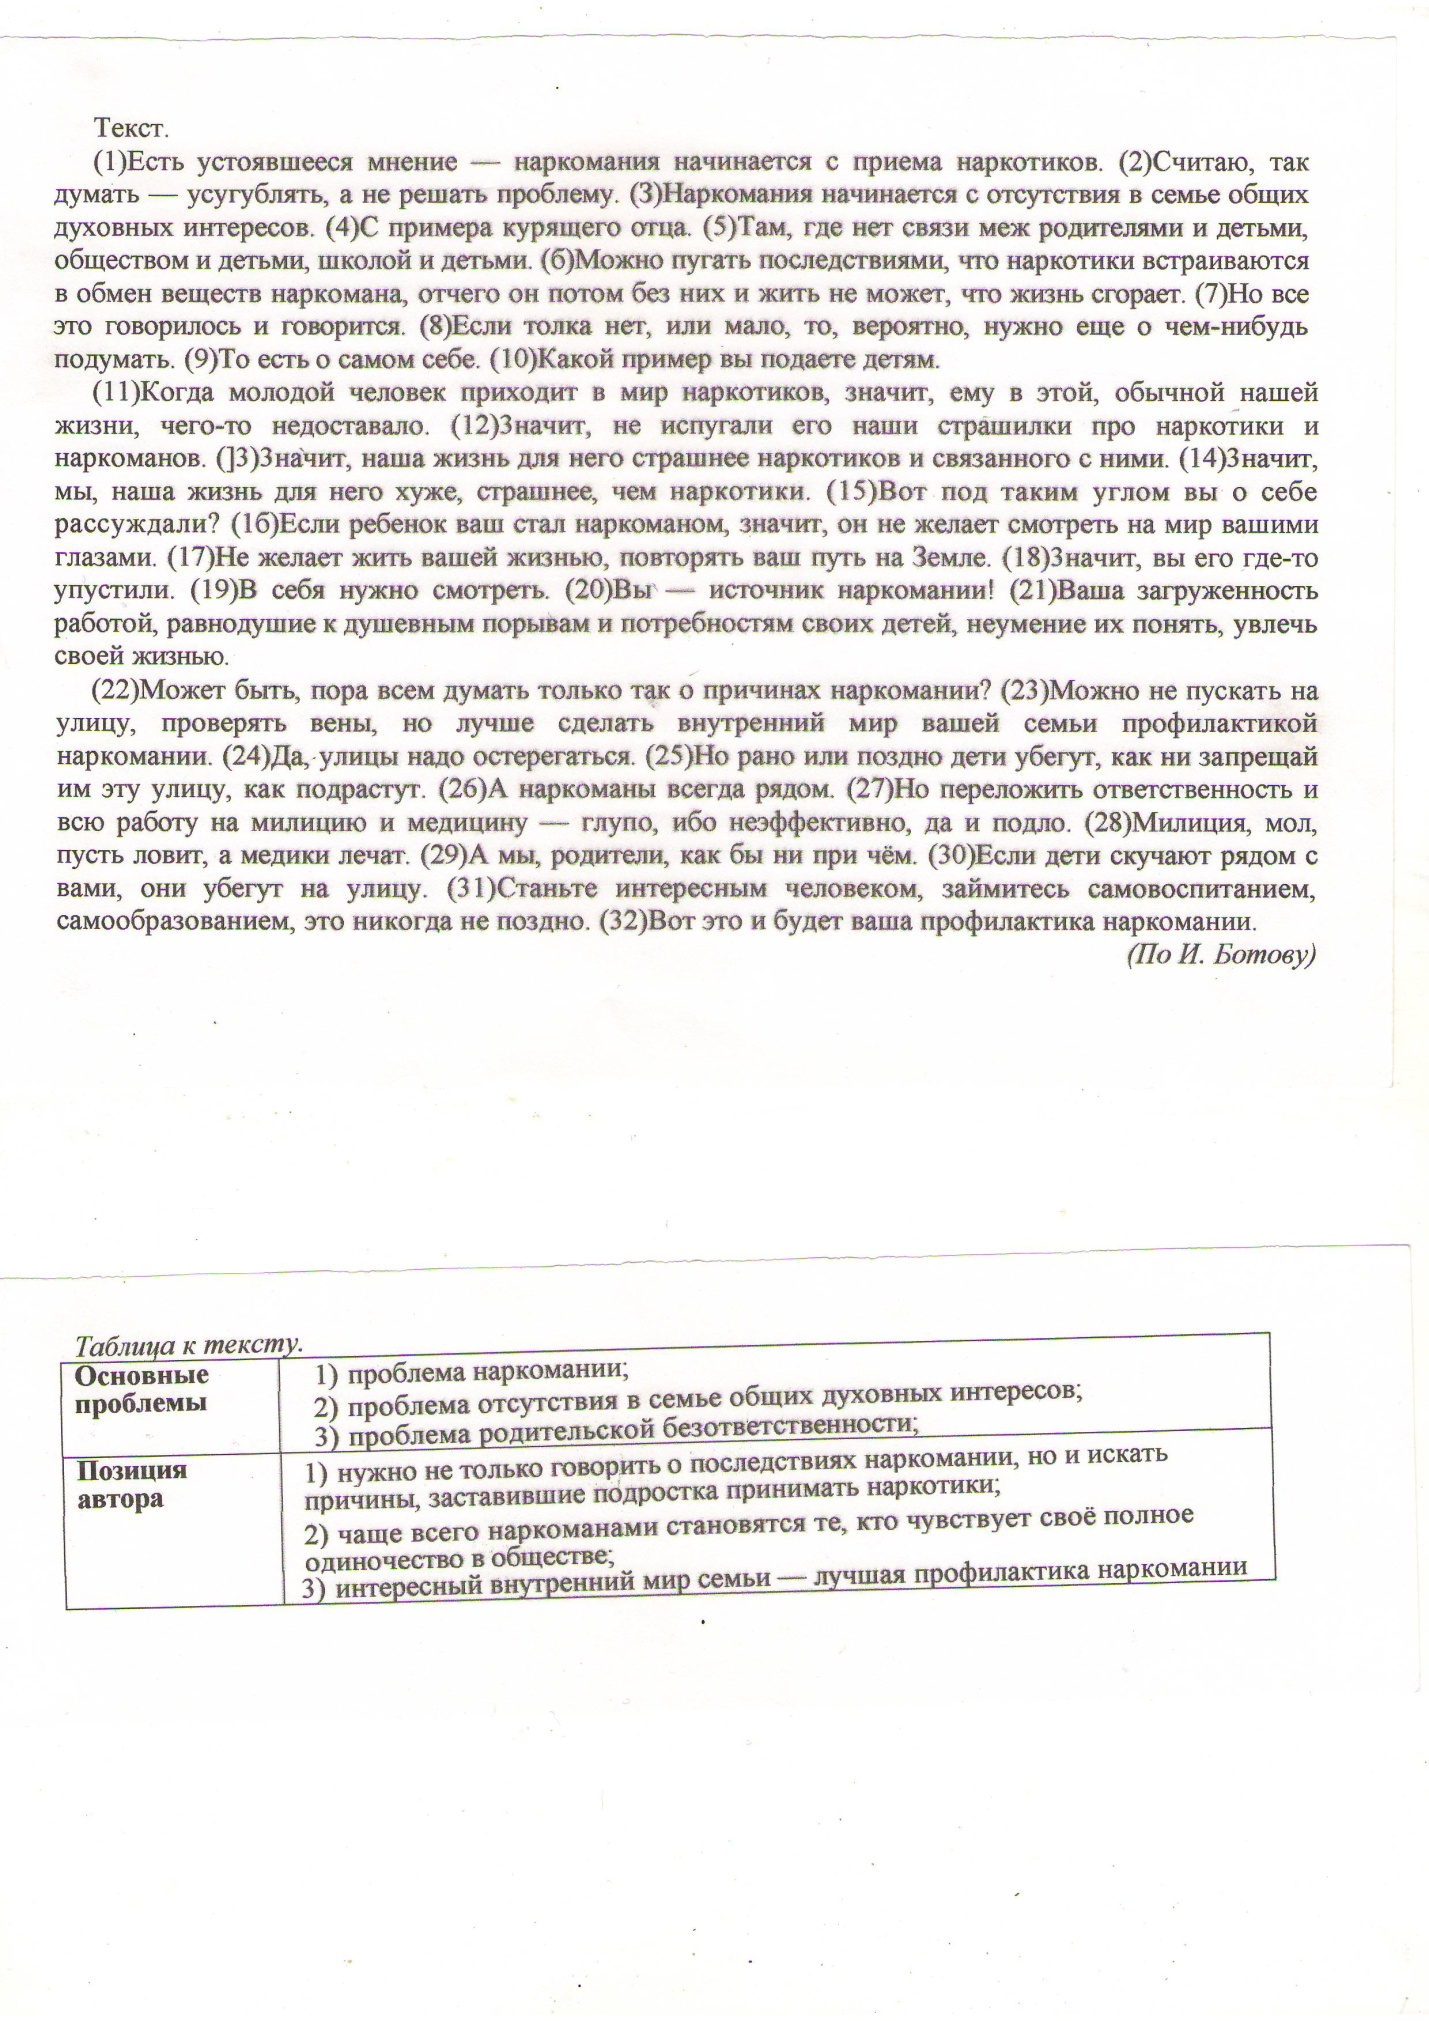 Текст.
(1)Есть устоявшееся мнение — наркомания начинается с приема наркотиков. (2)Считаю, так
думать — усугублять, а не решать проблему. (3)Наркомания начинается с отсутствия в семье общих
духовных интересов. (4)С примера курящего отца. (5)Там, где нет связи меж родителями и детьми,
обществом и детьми, школой и детьми. (б)Можно пугать последствиями, что наркотики встраиваются
в обмен веществ наркомана, отчего он потом без них и жить не может, что жизнь сгорает. (7)Но все
это говорилось и говорится. (8)Если толка нет, или мало, то, вероятно, нужно еще о чем-нибудь
подумать. (9)То есть о самом себе. (10)Какой пример вы подаете детям.
(11)Когда молодой человек приходит в мир наркотиков, значит, ему в этой, обычной нашей
жизни, чего-то недоставало. (12)Значит, не испугали его наши страшилки про наркотики и
наркоманов. (]3)Значит, наша жизнь для него страшнее наркотиков и связанного с ними. (14)Значит,
мы, наша жизнь для него хуже, страшнее, чем наркотики. (15)Вот под таким углом вы о себе
рассуждали? (1б)Если ребенок ваш стал наркоманом, значит, он не желает смотреть на мир вашими
глазами. (17)Не желает жить вашей жизнью, повторять ваш путь на Земле. (18)Значит, вы его где-то
упустили. (19)В себя нужно смотреть. (20)Вы — источник наркомании! (21)Ваша загруженность
работой, равнодушие к душевным порывам и потребностям своих детей, неумение их понять, увлечь
своей жизнью.
(22)Может быть, пора всем думать только так о причинах наркомании? (23)Можно не пускать на
улицу, проверять вены, но лучше сделать внутренний мир вашей семьи профилактикой
наркомании. (24)Да, улицы надо остерегаться. (25)Но рано или поздно дети убегут, как ни запрещай
им эту улицу, как подрастут. (26)А наркоманы всегда рядом. (27)Но переложить ответственность и
всю работу на милицию и медицину — глупо, ибо неэффективно, да и подло. (28)Милиция, мол,
пусть ловит, а медики лечат. (29)А мы, родители, как бы ни при чём. (30)Если дети скучают рядом с
вами, они убегут на улицу. (31)Станьте интересным человеком, займитесь самовоспитанием,
самообразованием, это никогда не поздно. (32)Вот это и будет ваша профилактика наркомании.
(По И. Ботову)
Таблица к тексту.
Основные
проблемы
1) проблема наркомании;
2) проблема отсутствия в семье общих духовных интересов;
3) проблема родительской безответственности;
Позиция
автора
1) нужно не только говорить о последствиях наркомании, но и искать
причины, заставившие подростка принимать наркотики;
2) чаще всего наркоманами становятся те, кто чувствует своё полное
одиночество в обществе;
3) интересный внутренний мир семьи — лучшая профилактика наркомании